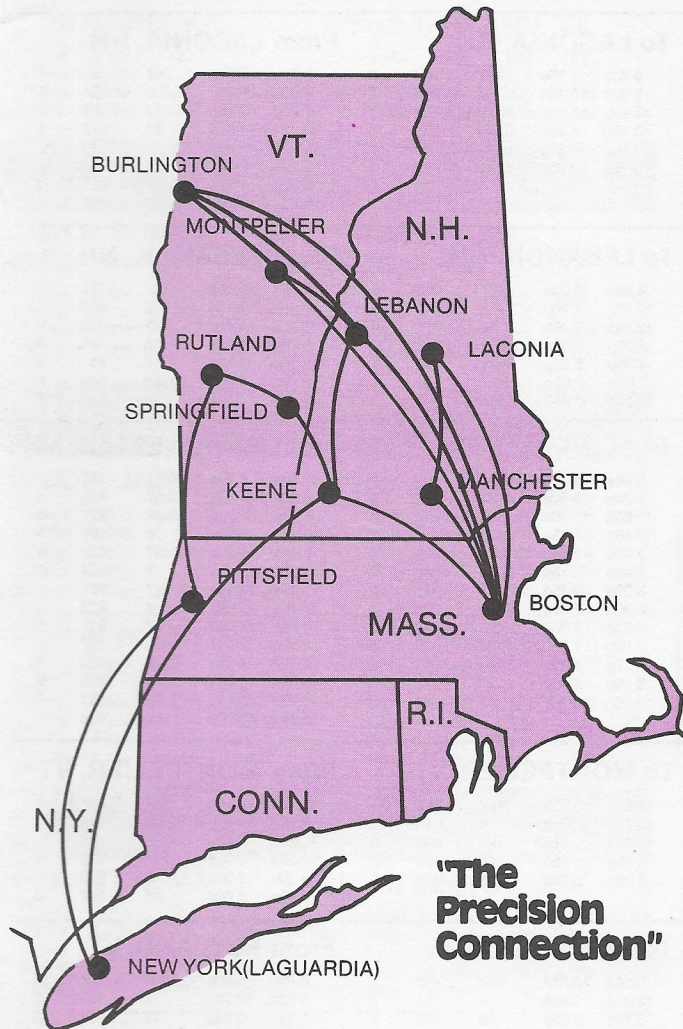 VT.
BURLINGTON
MONTPELIER
N.H.
LEBANON
RUTLAND
LACONIA
SPRINGFIELD
KEENE
MANCHESTER
PITTSFIELD
BOSTON
MASS.
R.I.
CONN.
N.Y.
"The
Precision
Connection"
NEW YORK(LAGUARDIA)